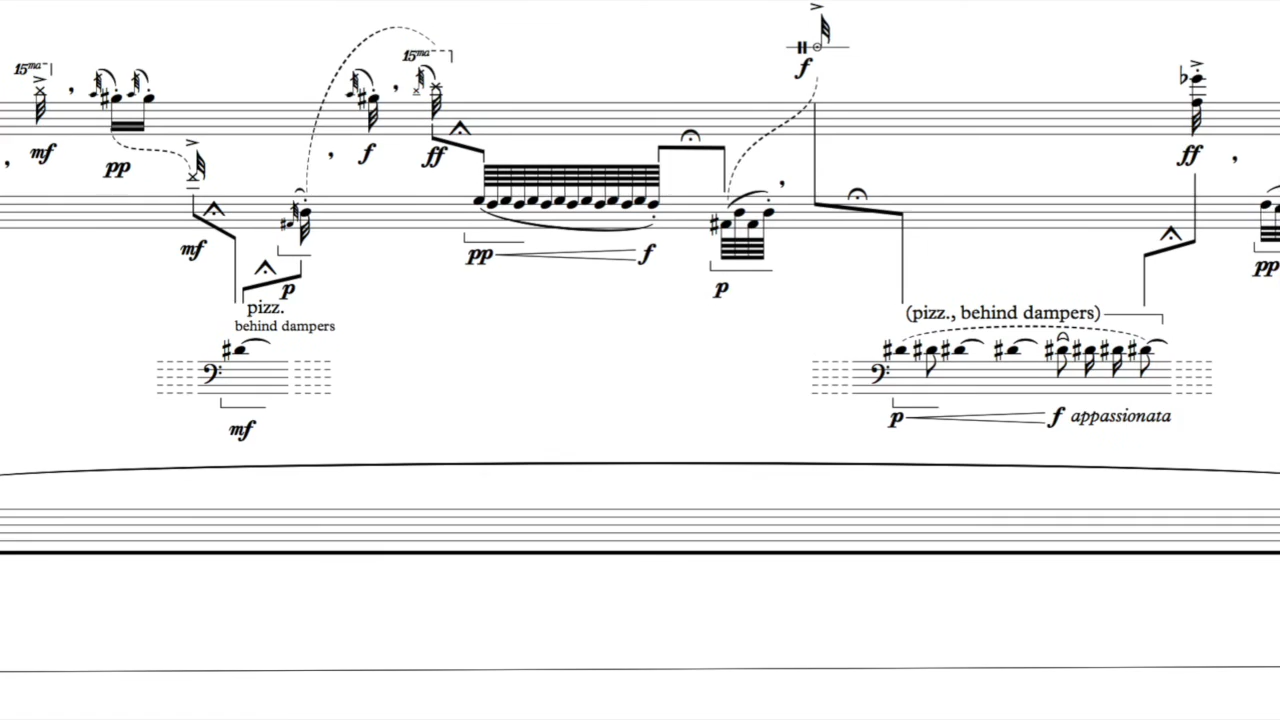 15ma
15ma
f
mf
pp
f
ff
ff
mf
p
pp
f
p
pp
pizz.
behind dampers
(pizz., behind dampers)
mf
p
f appassionata